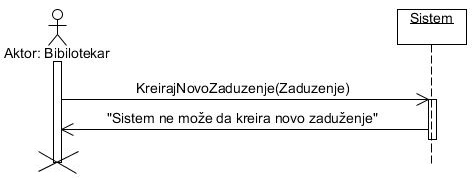 Sistem
Aktor: Bibilotekar
KreirajNovoZaduzenje(Zaduzenje)
"Sistem ne može da kreira novo zaduženje"